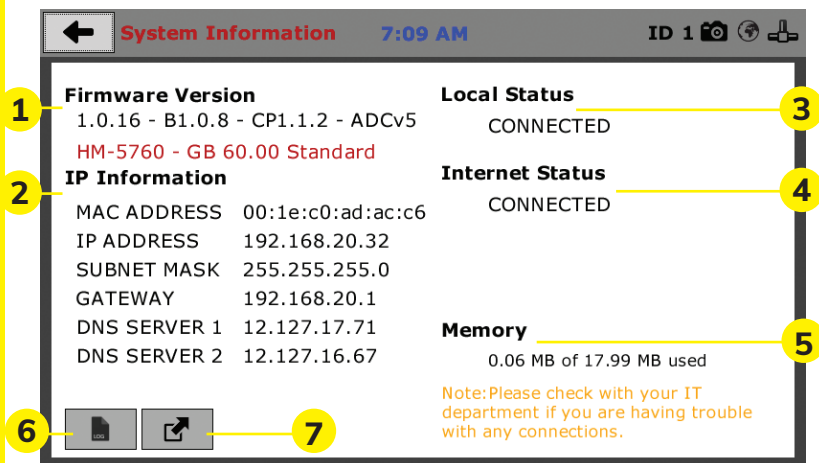 System Information 7:09 AM ID 1
1
Firmware Version
1.0.16 - B1.0.8 - CP1.1.2 - ADCv5
HM-5760 - GB 60.00 Standard
2
IP Information
MAC ADDRESS 00:1e:c0:ad:ac:c6
IP ADDRESS 192.168.20.32
SUBNET MASK 255.255.255.0
GATEWAY 192.168.20.1
DNS SERVER 1 12.127.17.71
DNS SERVER 2 12.127.16.67
6
LOG
7
Local Status
3
CONNECTED
Internet Status
4
CONNECTED
Memory
5
0.06 MB of 17.99 MB used
Note:Please check with your IT
department if you are having trouble
with any connections.